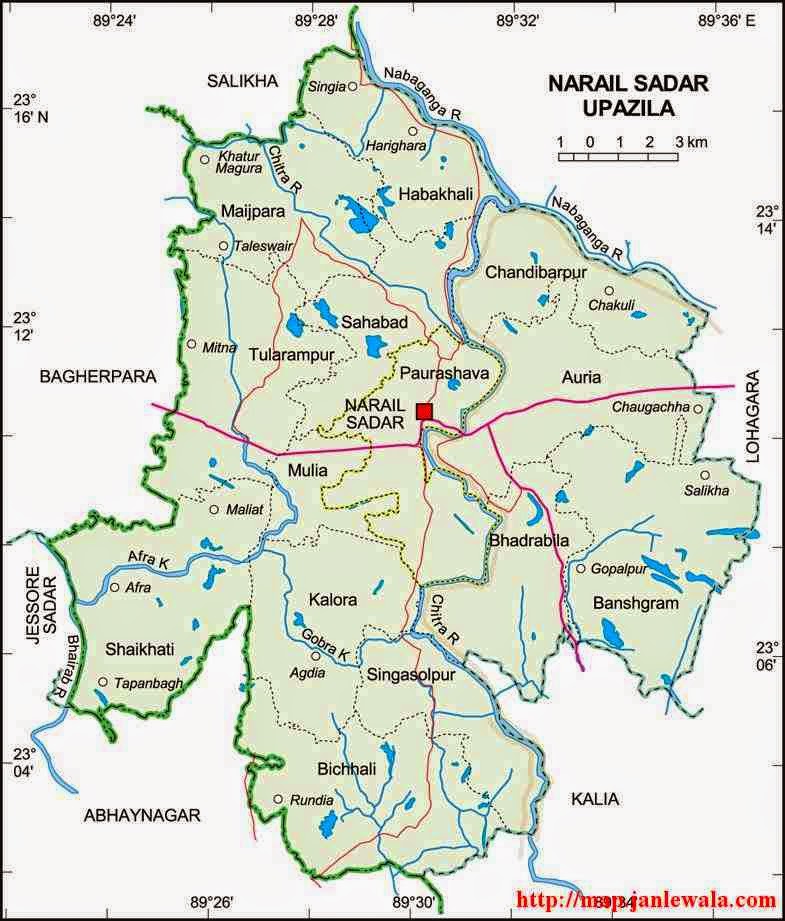 89°24'
89°28'
89°32'
89°36' E
NARAIL SADAR
UPAZILA
1 0 1 2 3 km
SALIKHA
Singia
Nabaganga R
23°
16' N
Harighara
Khatur
Magura
Chitra R
Habakhali
Maijpara
Nabaganga R
23°
14'
Taleswair
Chandibarpur
Chakuli
23°
12'
Sahabad
Mitna
Tularampur
Paurashava
BAGHERPARA
Auria
NARAIL
SADAR
Chaugachha
LOHAGARA
Mulia
Salikha
Maliat
Bhadrabila
Afra K
Gopalpur
JESSORE
SADAR
Afra
Kalora
Chitra R
Banshgram
Shaikhati
Gobra K
23°
06'
Bhairab R
Agdia
Singasolpur
Tapanbagh
23°
04'
Bichhali
Rundia
KALIA
ABHAYNAGAR
89°26'
89°30'
89°34'
http://map.janlewala.com